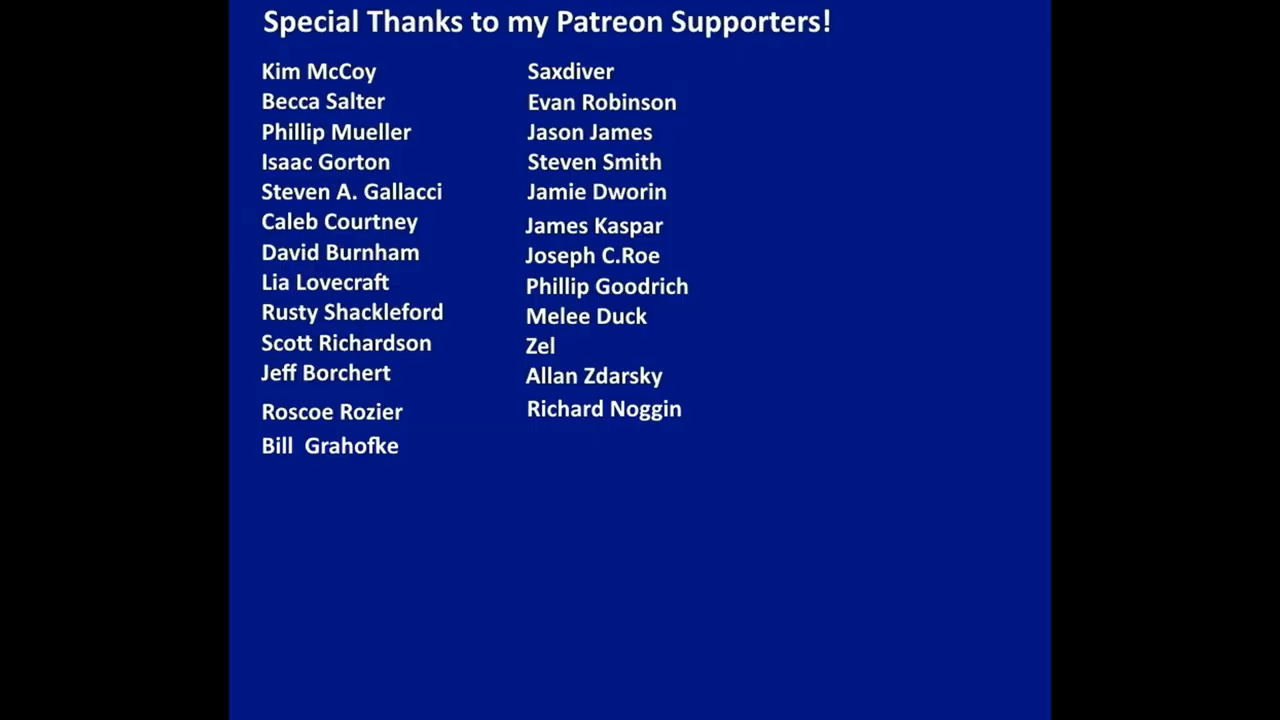 Special Thanks to my Patreon Supporters!
Kim McCoy
Becca Salter
Phillip Mueller
Isaac Gorton
Steven A. Gallacci
Caleb Courtney
David Burnham
Lia Lovecraft
Rusty Shackleford
Scott Richardson
Jeff Borchert
Roscoe Rozier
Bill  Grahofke
Saxdiver
Evan Robinson
Jason James
Steven Smith
Jamie Dworin
James Kaspar
Joseph C.Roe
Phillip Goodrich
Melee Duck
Zel
Allan Zdarsky
Richard Noggin